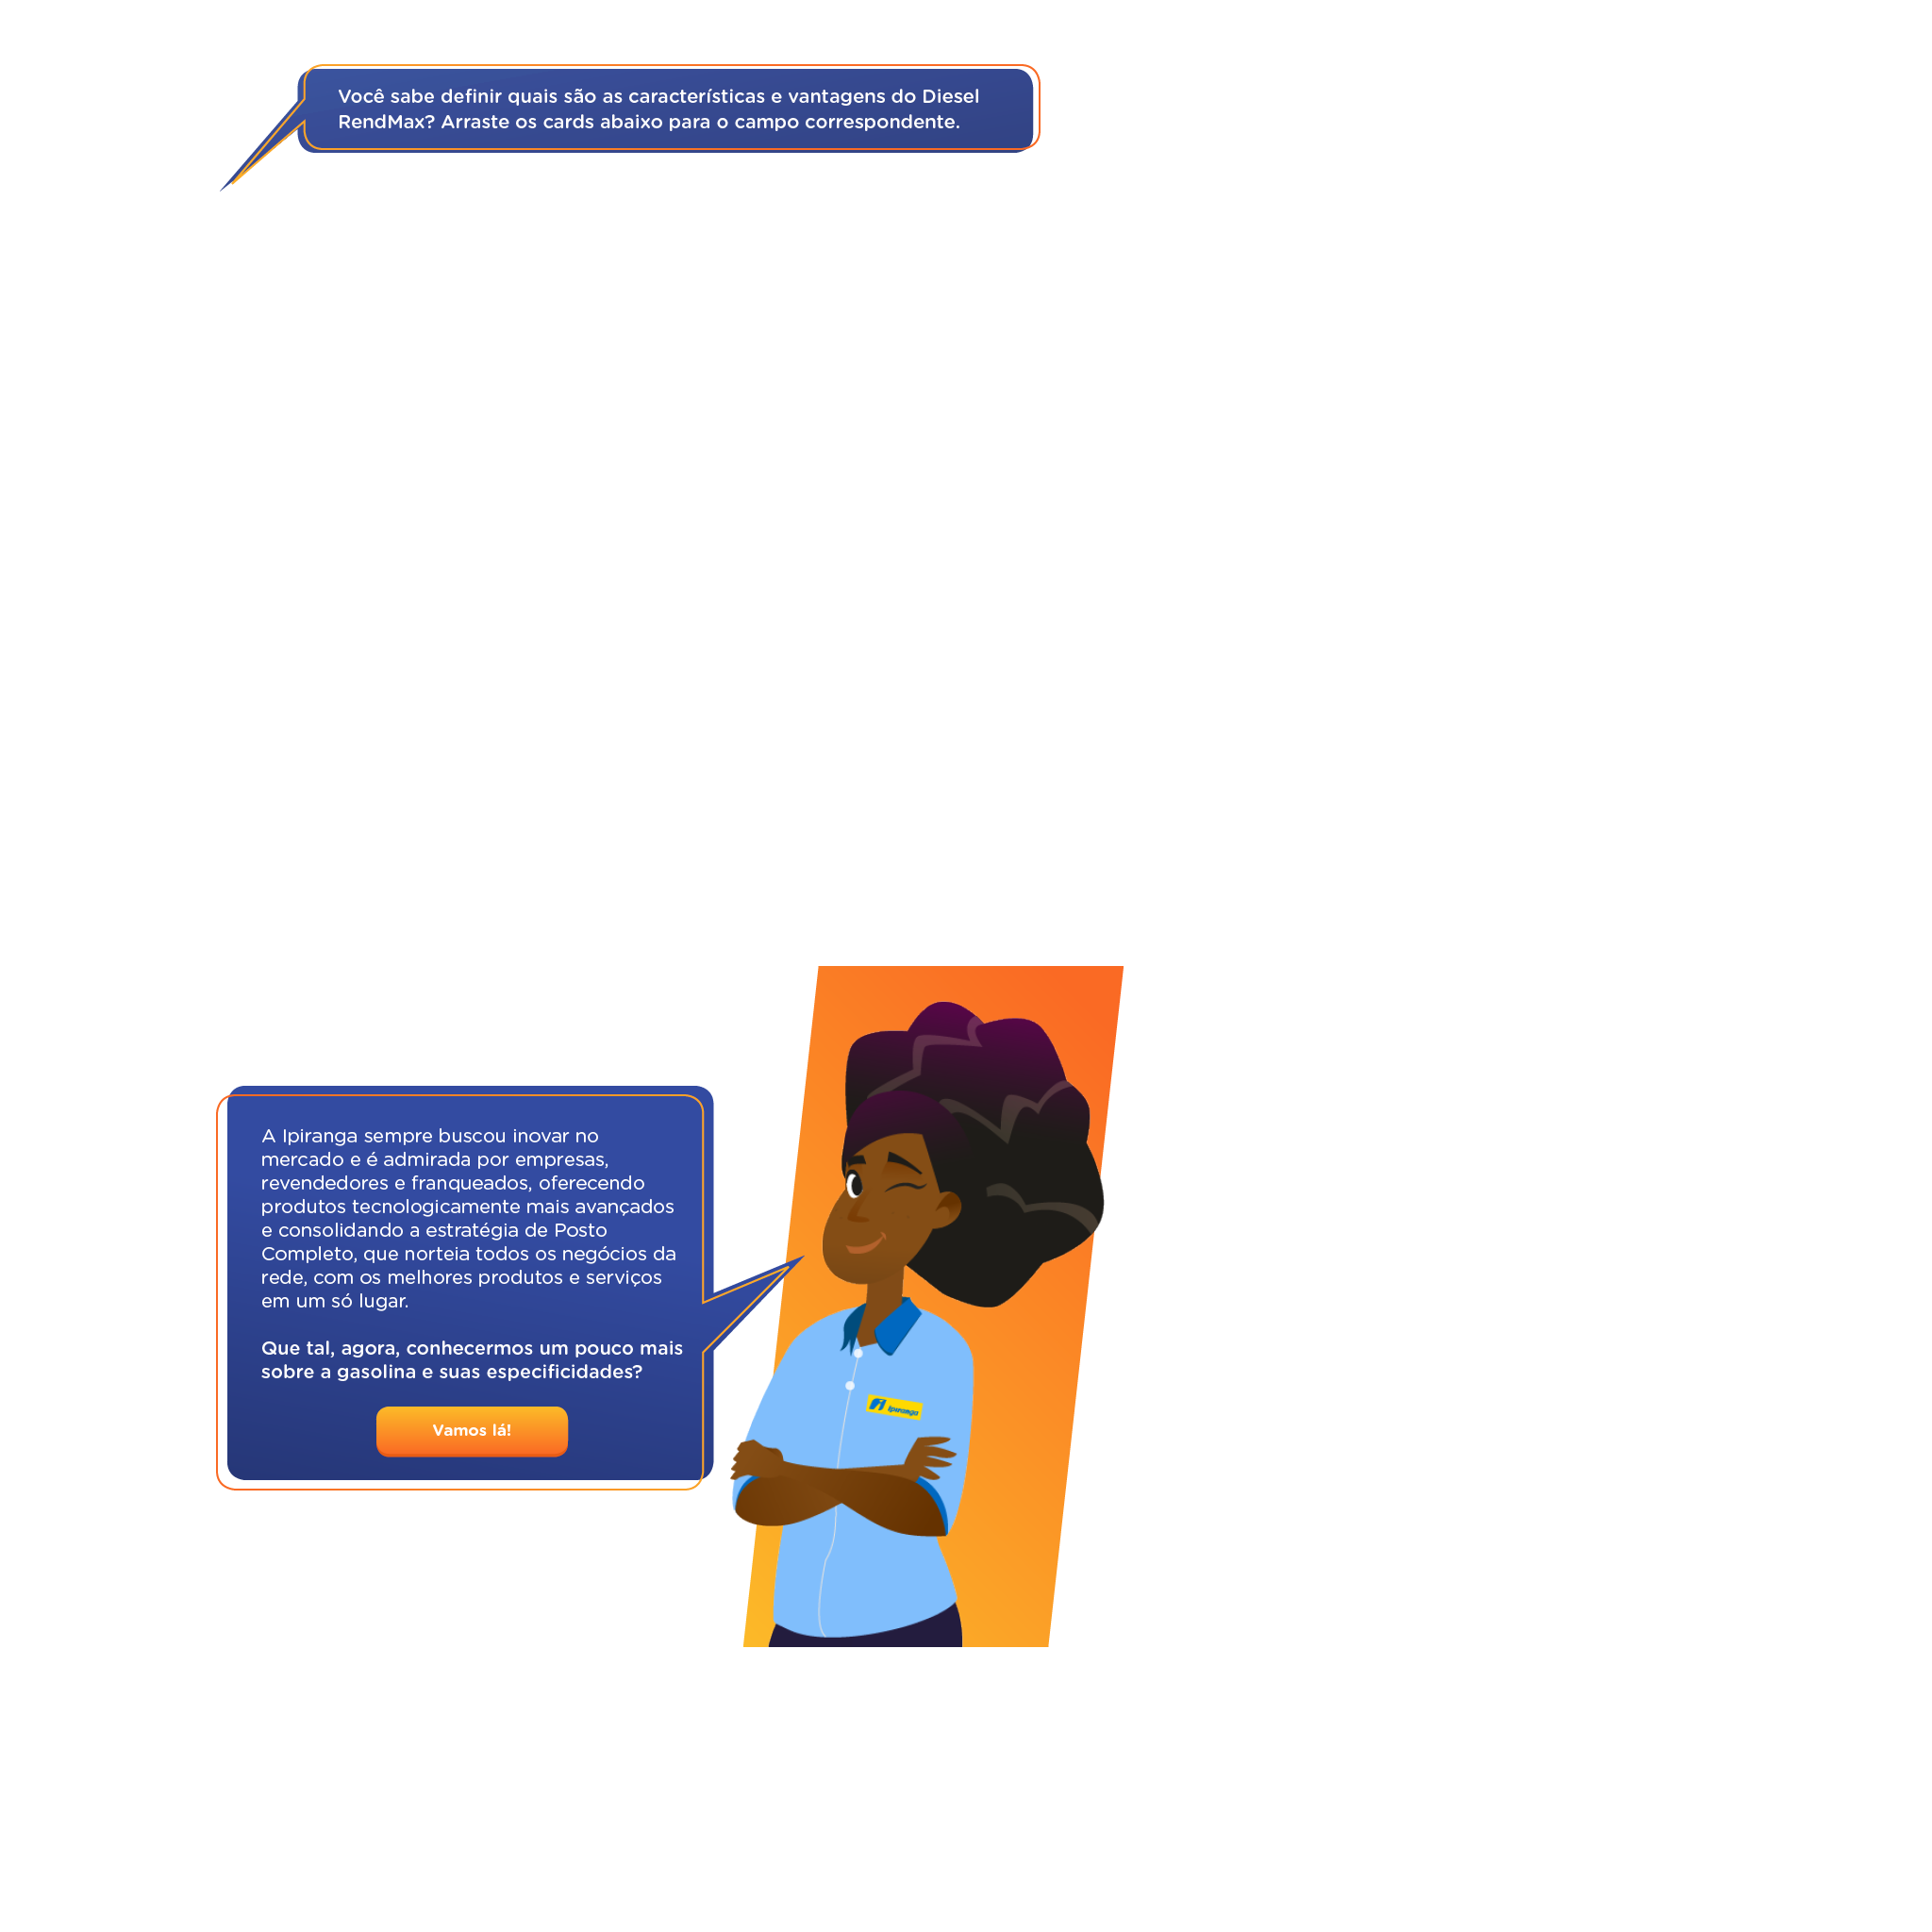 Você sabe definir quais são as características e vantagens do Diesel
RendMax? Arraste os cards abaixo para o campo correspondente.
A Ipiranga sempre buscou inovar no
mercado e é admirada por empresas,
revendedores e franqueados, oferecendo
produtos tecnologicamente mais avançados
e consolidando a estratégia de Posto
Completo, que norteia todos os negócios da
rede, com os melhores produtos e serviços
em um só lugar.
Que tal, agora, conhecermos um pouco mais
sobre a gasolina e suas especificidades?
Vamos lá!
Ipiranga